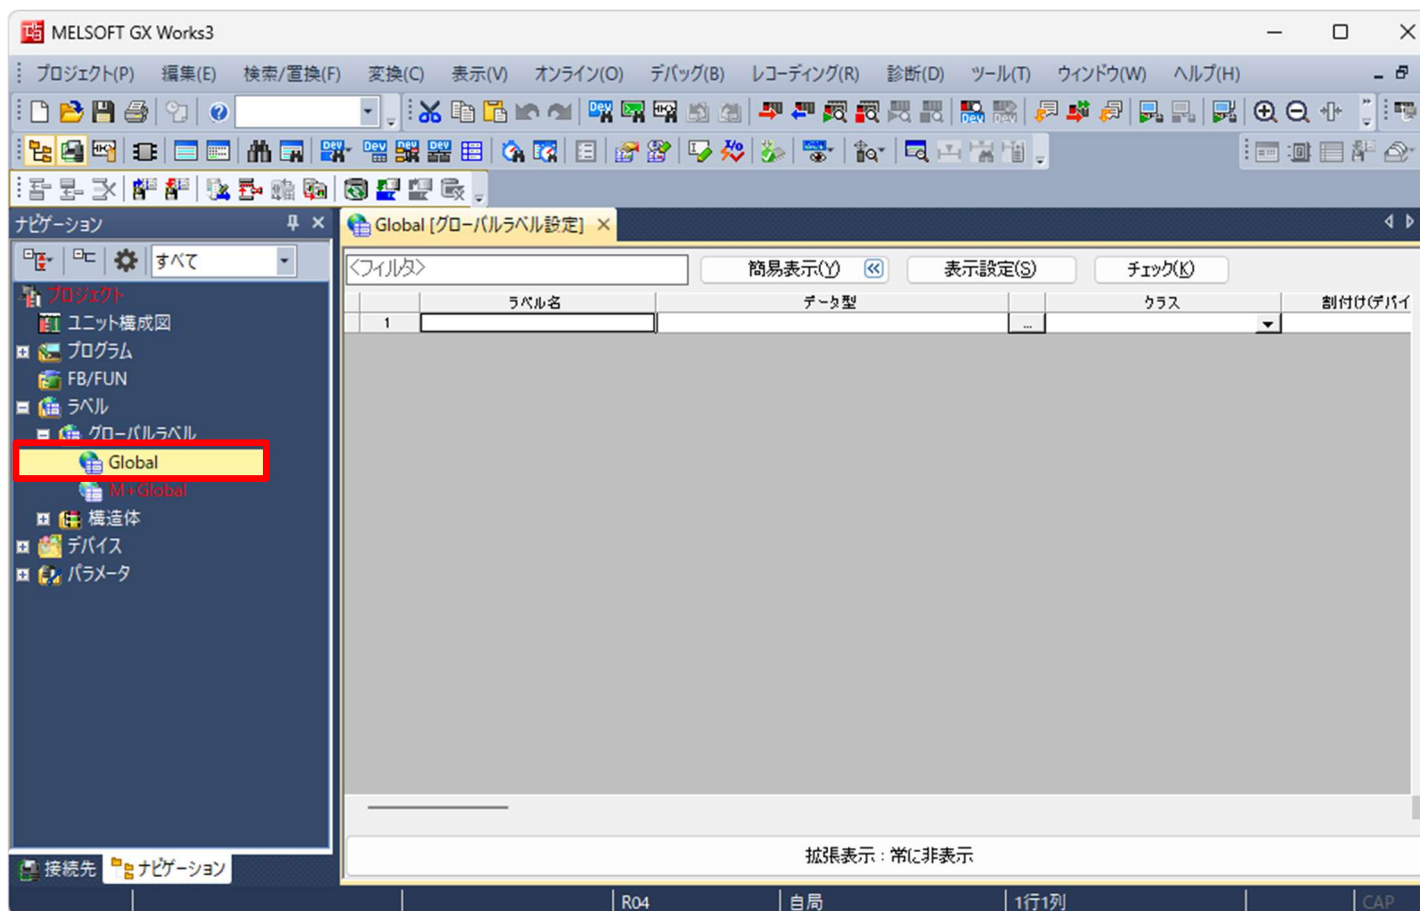 MELSOFT GX Works3
プロジェクト(P) 編集(E) 検索/置換(F) 変換(C) 表示(V) オンライン(O) デバッグ(B) レコーディング(R) 診断(D) ツール(T) ウィンドウ(W) ヘルプ(H)
ナビゲーション
Global [グローバルラベル設定]
すべて
<フィルタ>
簡易表示(Y)
表示設定(S)
チェック(K)
ラベル名 データ型 クラス 割付け(デバイ
1 ...
プロジェクト
ユニット構成図
プログラム
FB/FUN
ラベル
グローバルラベル
Global
M+Global
構造体
デバイス
パラメータ
拡張表示：常に非表示
接続先 ナビゲーション
R04 自局 1行1列 CAP